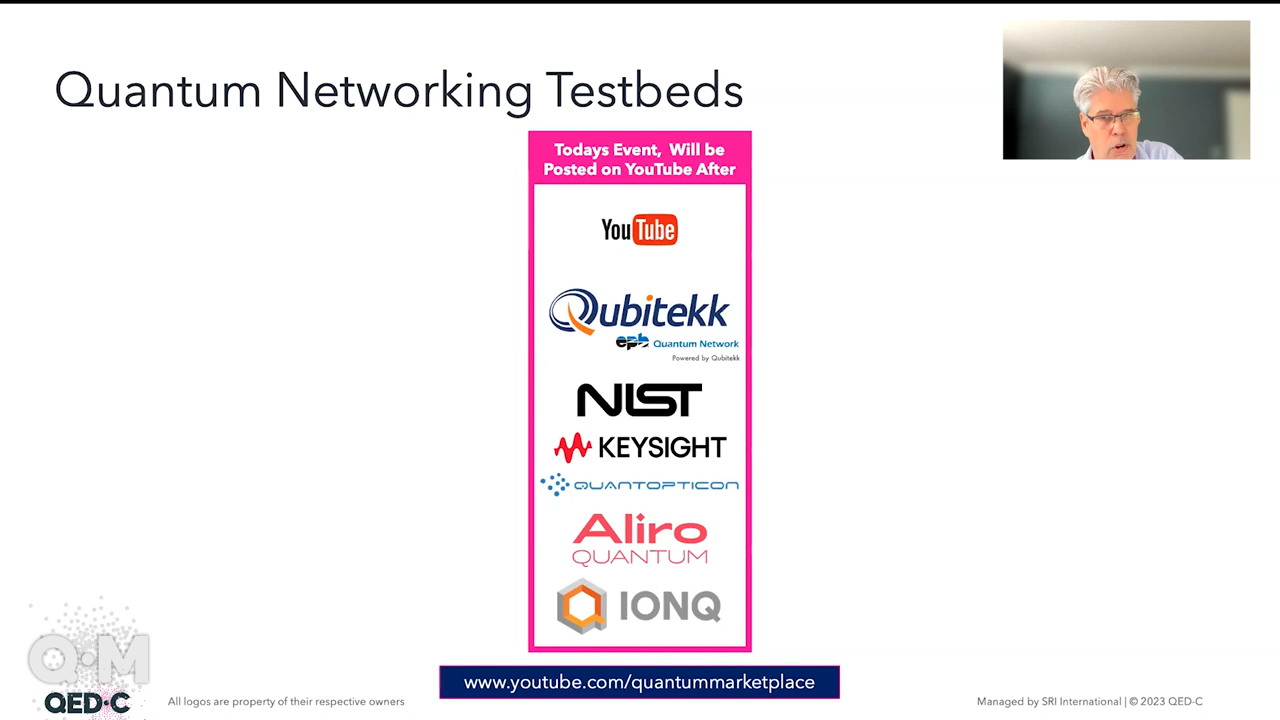 Quantum Networking Testbeds
Todays Event, Will be
Posted on YouTube After
YouTube
Qubitekk
epb Quantum Network
Powered by Qubitekk
NIST
KEYSIGHT
QUANTOPTICON
Aliro
QUANTUM
IONQ
www.youtube.com/quantummarketplace
Q·M
QED·C
All logos are property of their respective owners
Managed by SRI International | © 2023 QED-C